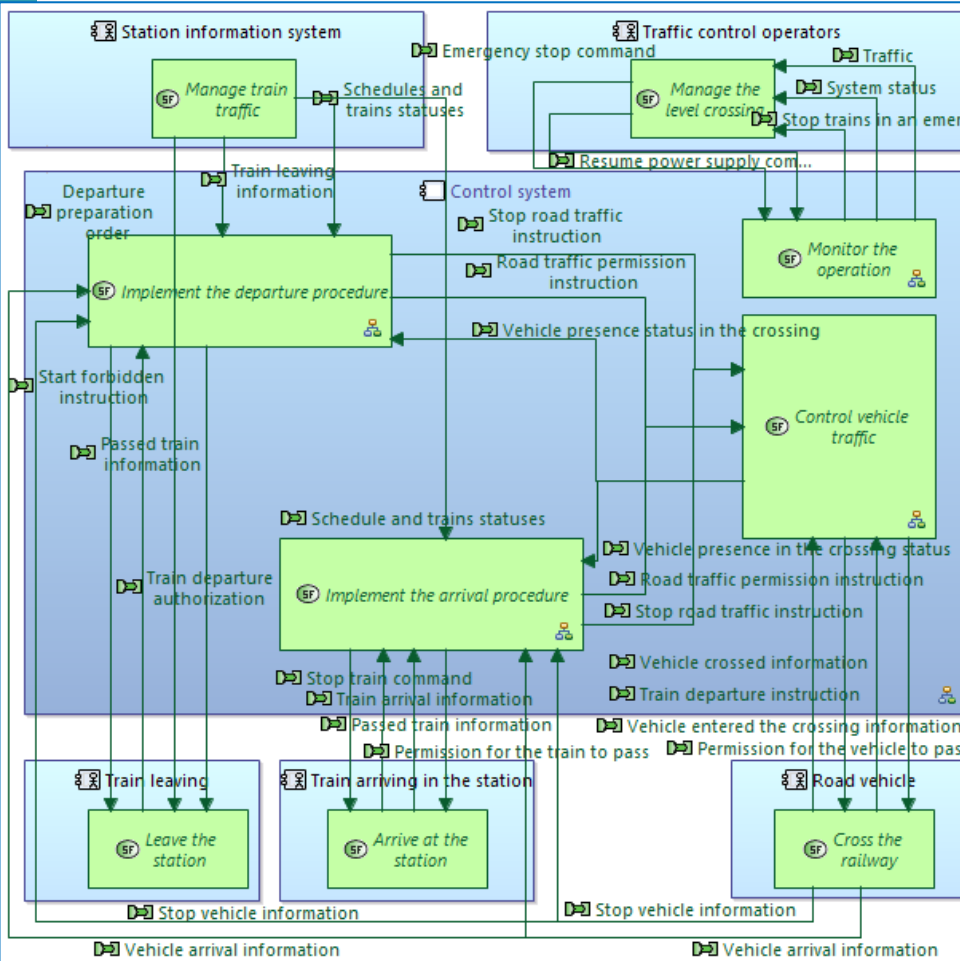 Station information system
Traffic control operators
Emergency stop command
Traffic
Manage train
traffic
Schedules and
trains statuses
Manage the
level crossing
System status
Stop trains in an emer
Resume power supply com...
Train leaving
information
Departure
preparation
order
Control system
Stop road traffic
instruction
Monitor the
operation
Road traffic permission
instruction
SF Implement the departure procedure
Vehicle presence status in the crossing
Start forbidden
instruction
Control vehicle
traffic
Passed train
information
Schedule and trains statuses
Vehicle presence in the crossing status
Train departure
authorization
Road traffic permission instruction
SF Implement the arrival procedure
Stop road traffic instruction
Vehicle crossed information
Stop train command
Train departure instruction
Train arrival information
Passed train information
Vehicle entered the crossing information
Permission for the train to pass
Permission for the vehicle to pas
Train leaving
Train arriving in the station
Road vehicle
SF Leave the
station
SF Arrive at the
station
SF Cross the
railway
Stop vehicle information
Stop vehicle information
Vehicle arrival information
Vehicle arrival information